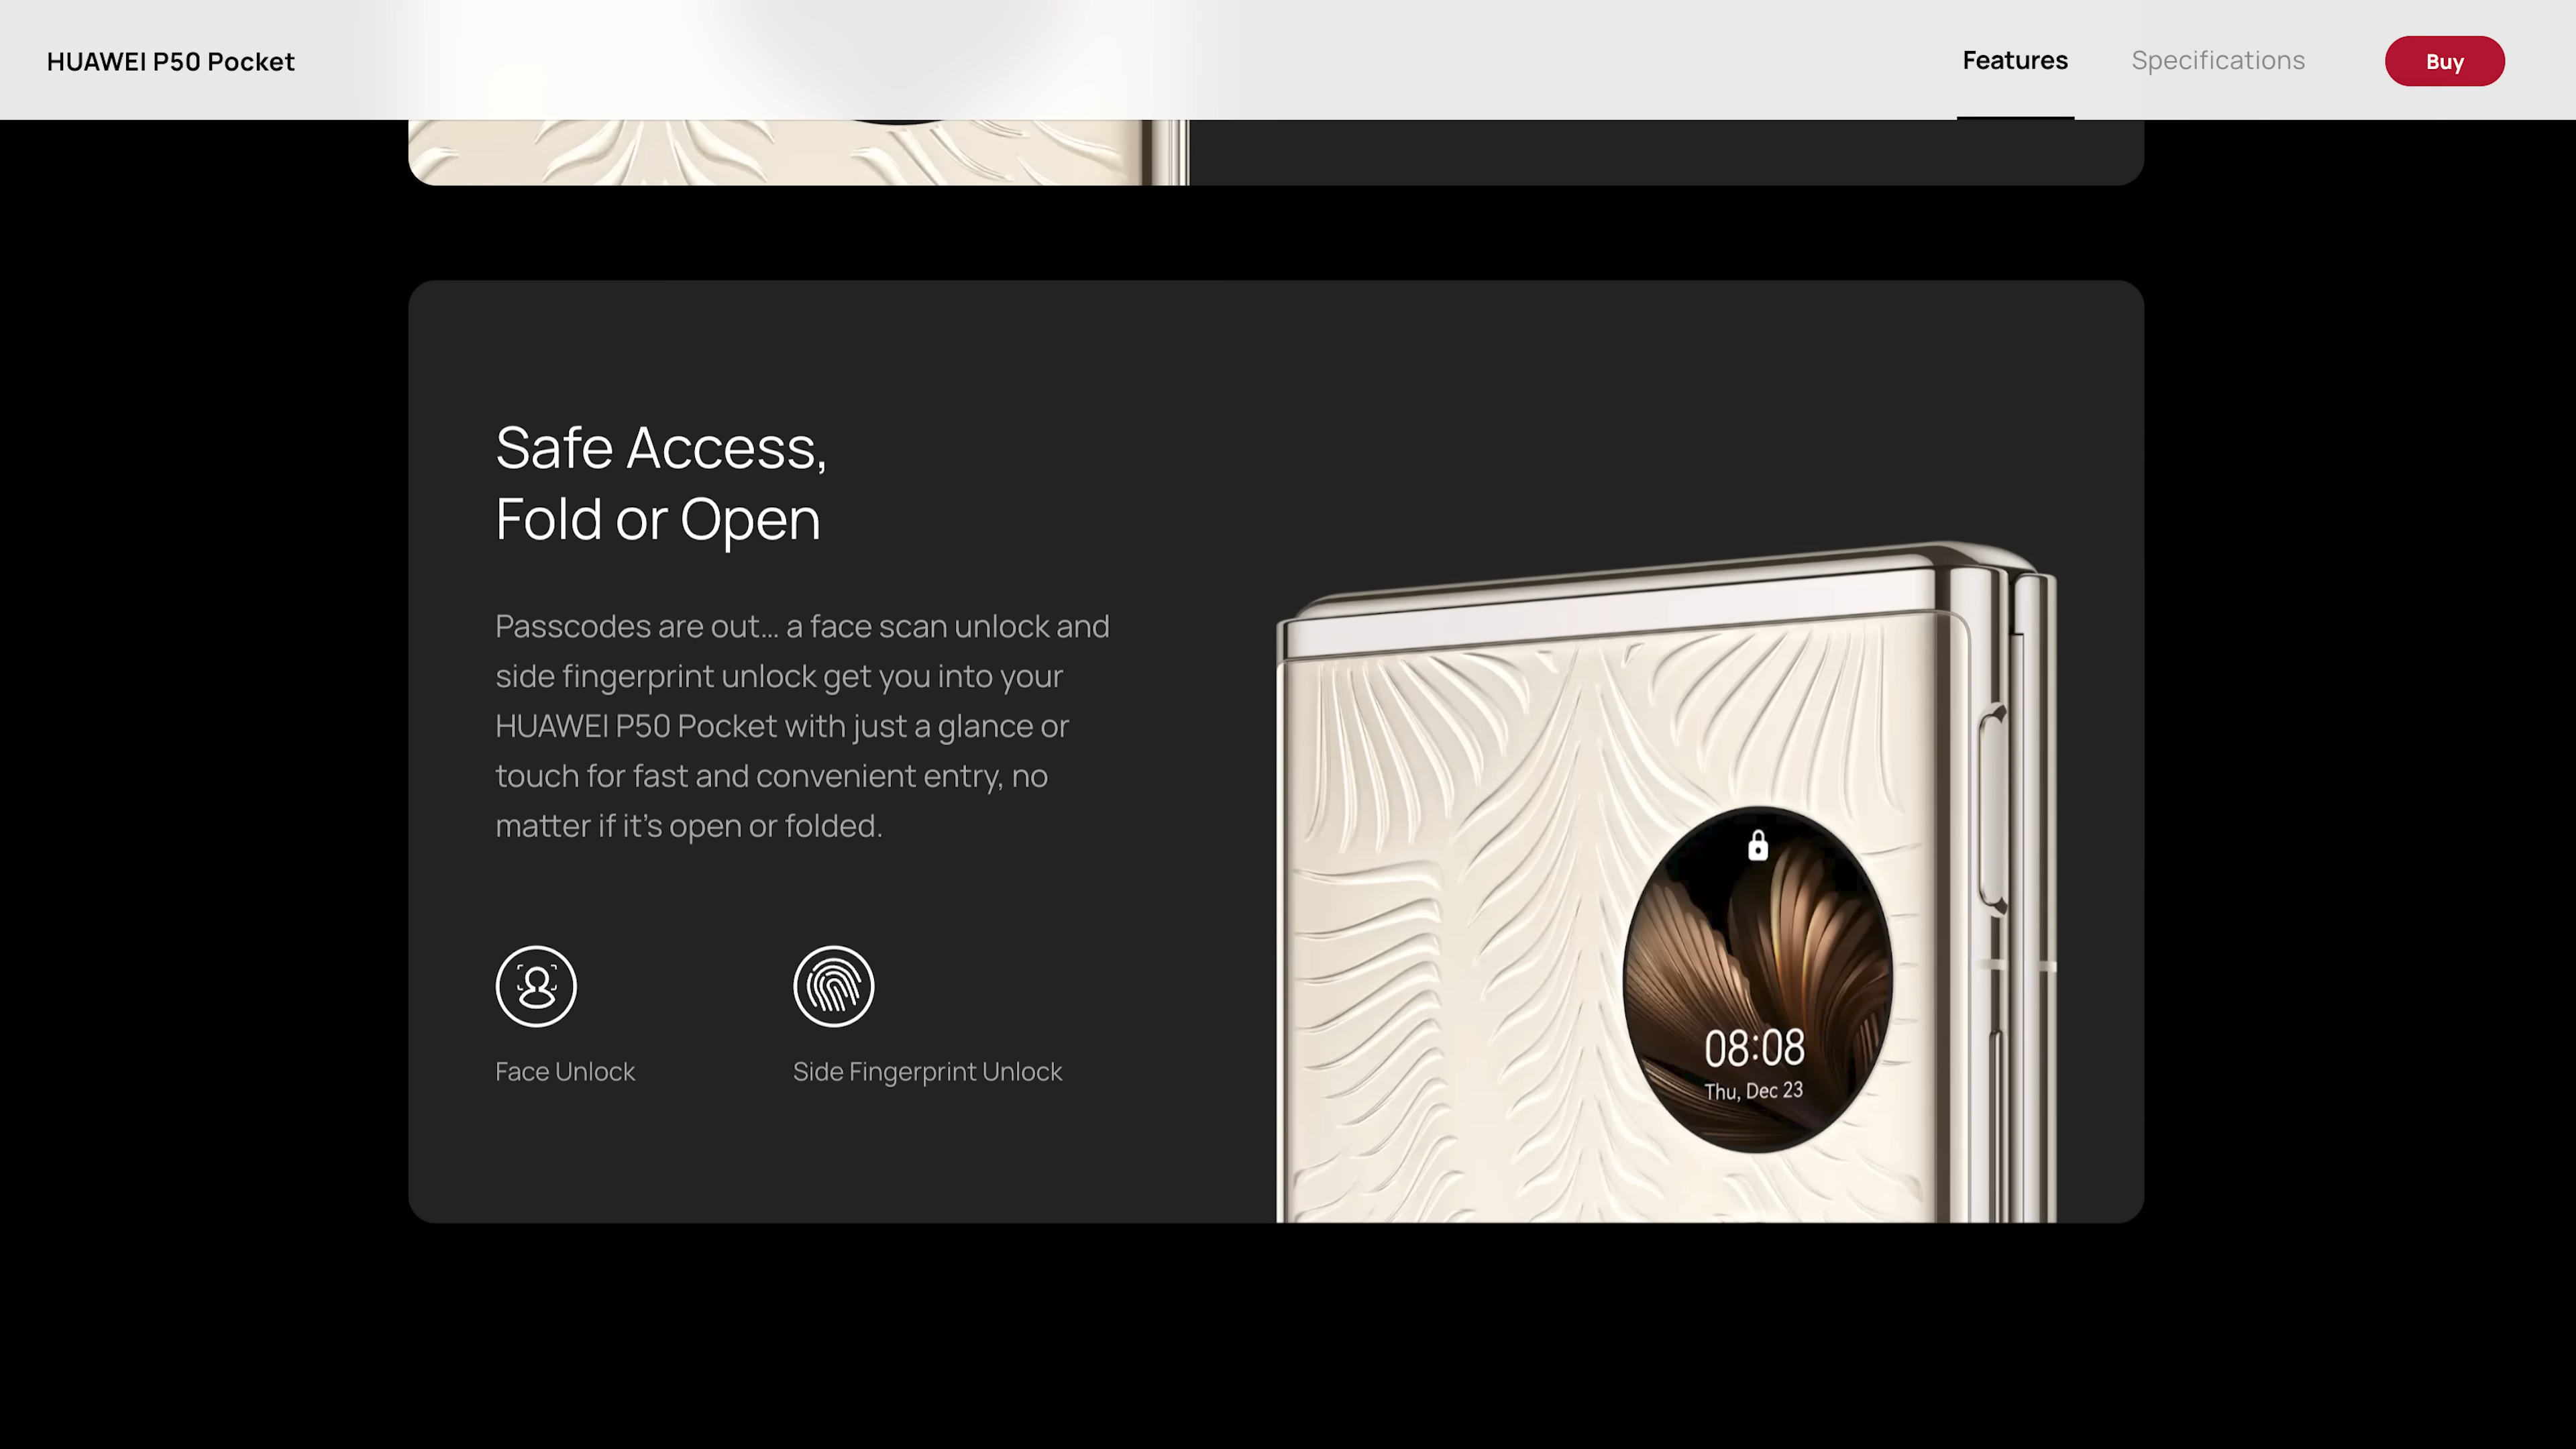 HUAWEI P50 Pocket
Features
Specifications
Buy
Safe Access,
Fold or Open
Passcodes are out... a face scan unlock and
side fingerprint unlock get you into your
HUAWEI P50 Pocket with just a glance or
touch for fast and convenient entry, no
matter if it's open or folded.
Face Unlock
Side Fingerprint Unlock
08:08
Thu, Dec 23